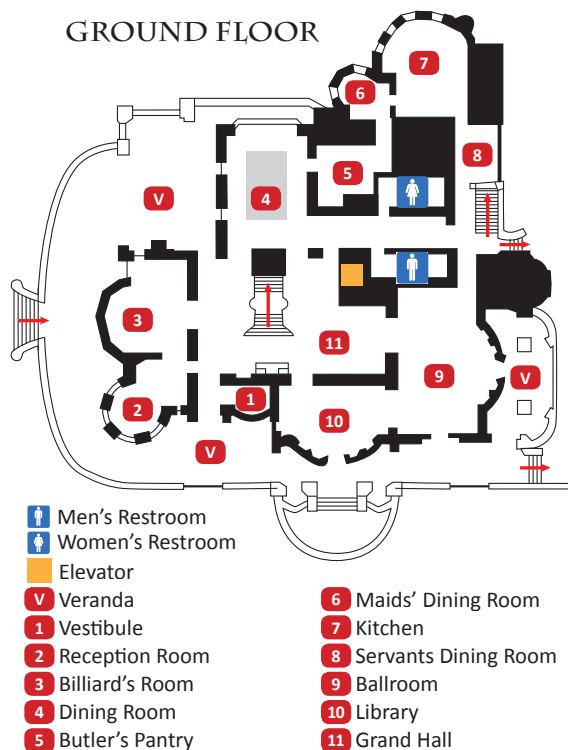 GROUND FLOOR
7
6
8
5
V
4
3
11
9
V
1
2
10
V
Men's Restroom
Women's Restroom
Elevator
V Veranda
1 Vestibule
2 Reception Room
3 Billiard's Room
4 Dining Room
5 Butler's Pantry
6 Maids' Dining Room
7 Kitchen
8 Servants Dining Room
9 Ballroom
10 Library
11 Grand Hall